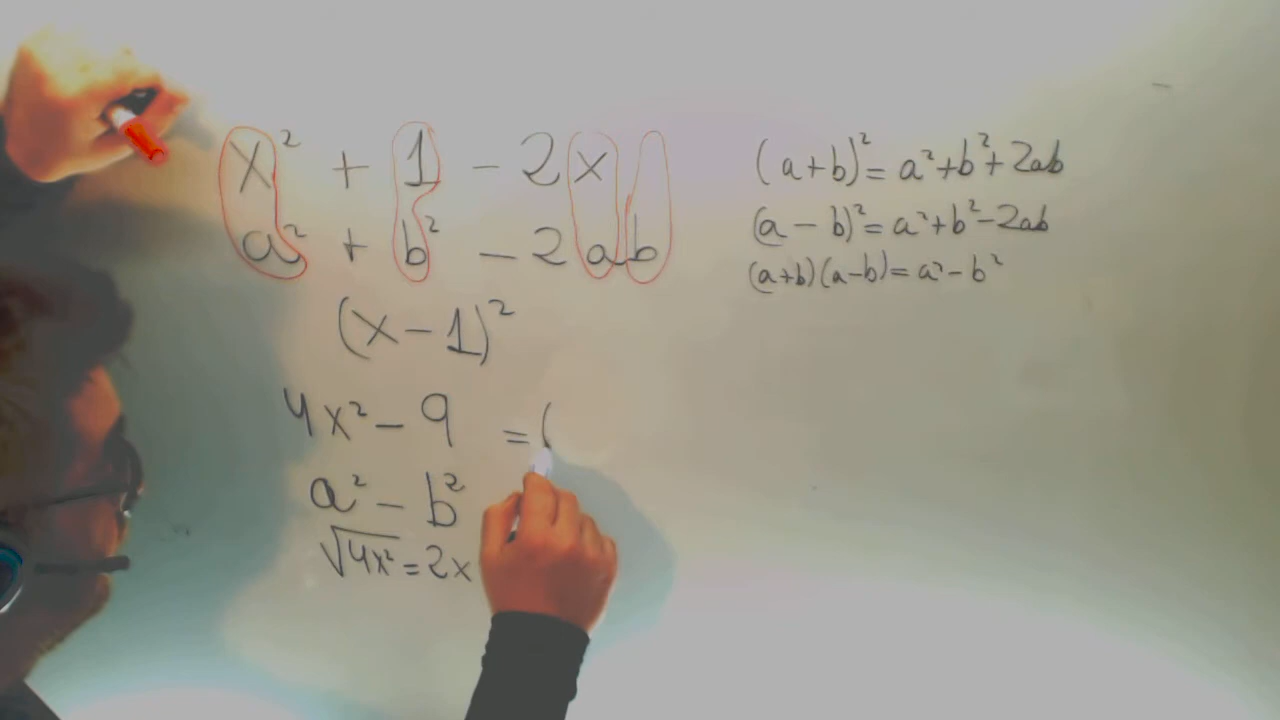 x² + 1 - 2x
a² + b² - 2ab
(x - 1)²
4x² - 9 = (
a² - b²
√4x² = 2x
(a+b)² = a²+b²+2ab
(a - b)² = a²+b²-2ab
(a+b)(a-b) = a² - b²